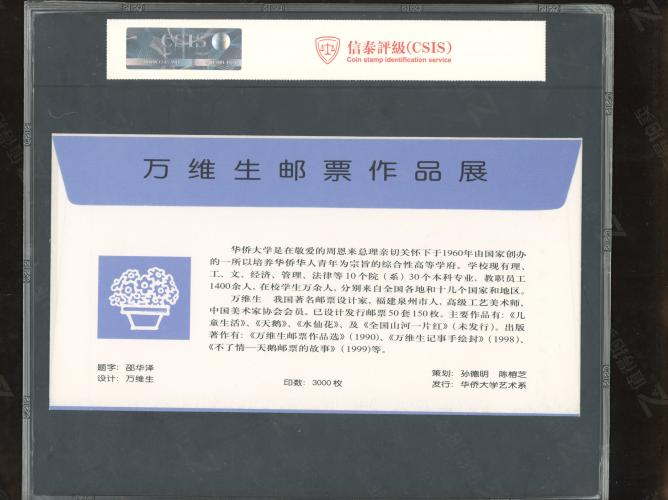 CSIS
信泰評級(CSIS)
Coin stamp identification service
万维生邮票作品展
华侨大学是在敬爱的周恩来总理亲切关怀下于1960年由国家创办
的一所以培养华侨华人青年为宗旨的综合性高等学府。学校现有理、
工、文、经济、管理、法律等10个院（系）30个本科专业、教职员工
1400余人，在校学生万余人，分别来自全国各地和十几个国家和地区。
万维生　我国著名邮票设计家，福建泉州市人，高级工艺美术师，
中国美术家协会会员。已设计发行邮票50套150枚。主要作品有：《儿
童生活》、《天鹅》、《水仙花》、及《全国山河一片红》（未发行）。出版
著作有：《万维生邮票作品选》（1990）、《万维生记事手绘封》（1998）、
《不了情—天鹅邮票的故事》（1999）等。
题字：邵华泽
设计：万维生
印数：3000枚
策划：孙德明　陈榕芝
发行：华侨大学艺术系